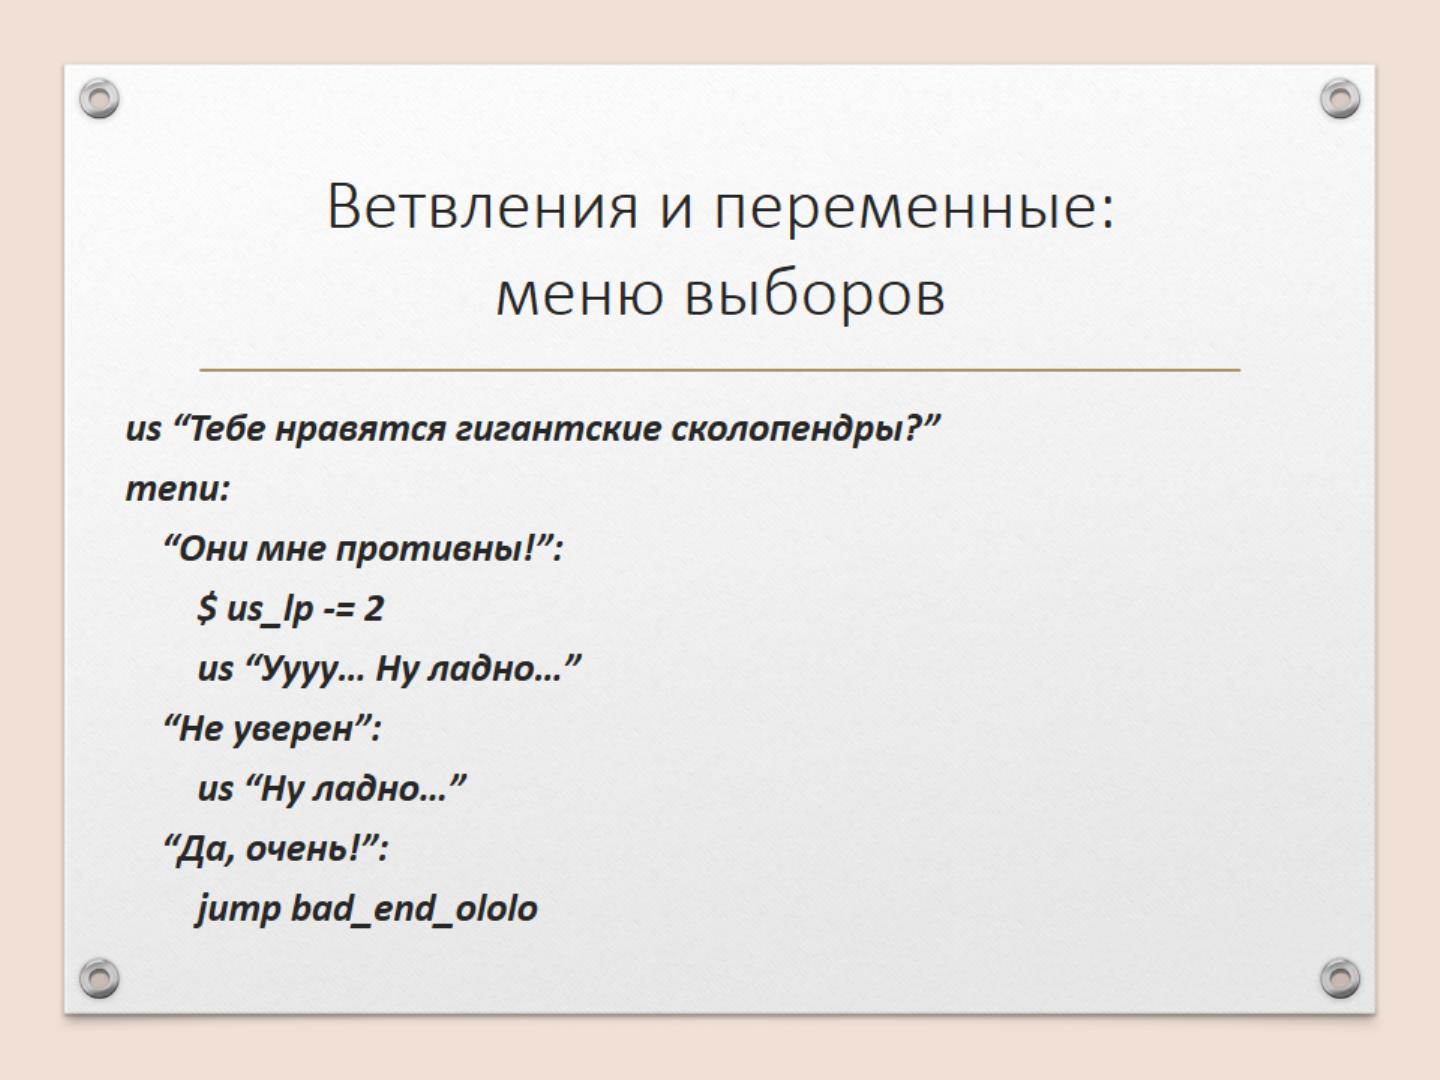 Ветвления и переменные:
меню выборов
us “Тебе нравятся гигантские сколопендры?”
menu:
“Они мне противны!”:
$ us_lp -= 2
us “Уууу... Ну ладно...”
“Не уверен”:
us “Ну ладно...”
“Да, очень!”:
jump bad_end_ololo